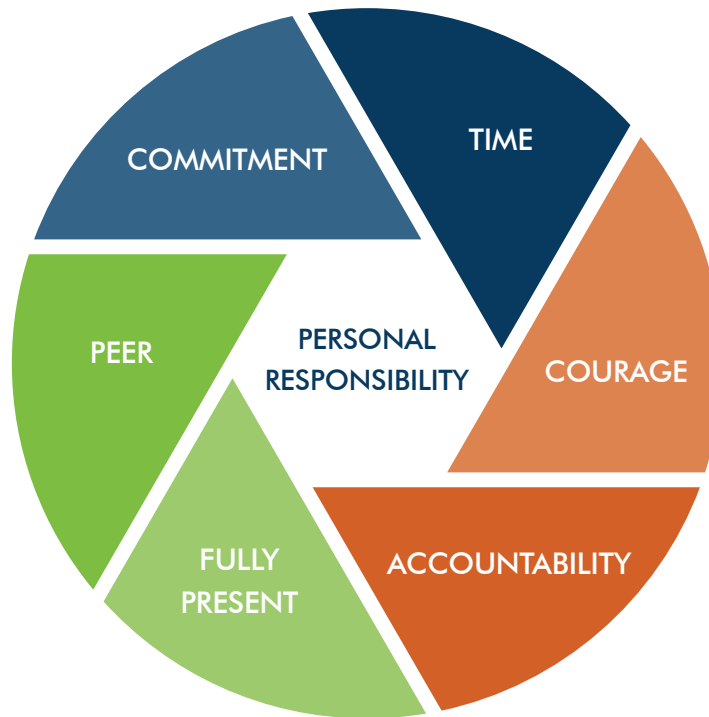 TIME
COMMITMENT
PERSONAL
RESPONSIBILITY
PEER
COURAGE
FULLY
PRESENT
ACCOUNTABILITY